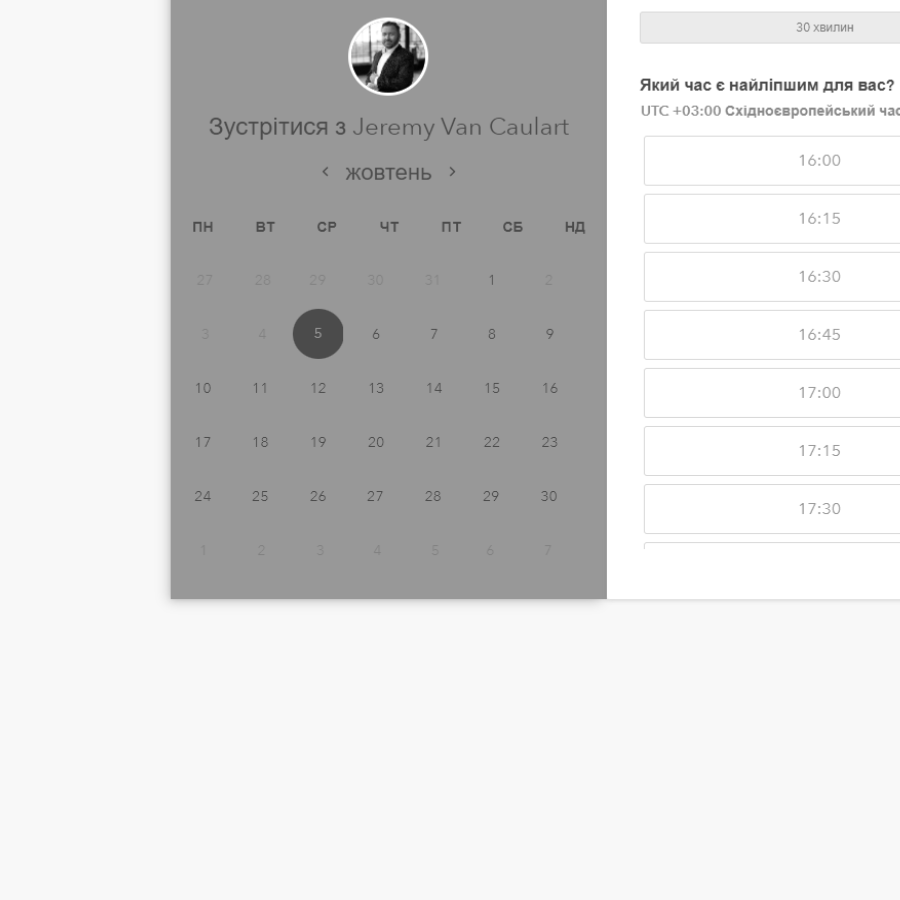 Зустрітися з Jeremy Van Caulart
жовтень
ПН ВТ СР ЧТ ПТ СБ НД
27 28 29 30 31 1 2
3 4 5 6 7 8 9
10 11 12 13 14 15 16
17 18 19 20 21 22 23
24 25 26 27 28 29 30
1 2 3 4 5 6 7
30 хвилин
Який час є найліпшим для вас?
UTC +03:00 Східноєвропейський час
16:00
16:15
16:30
16:45
17:00
17:15
17:30